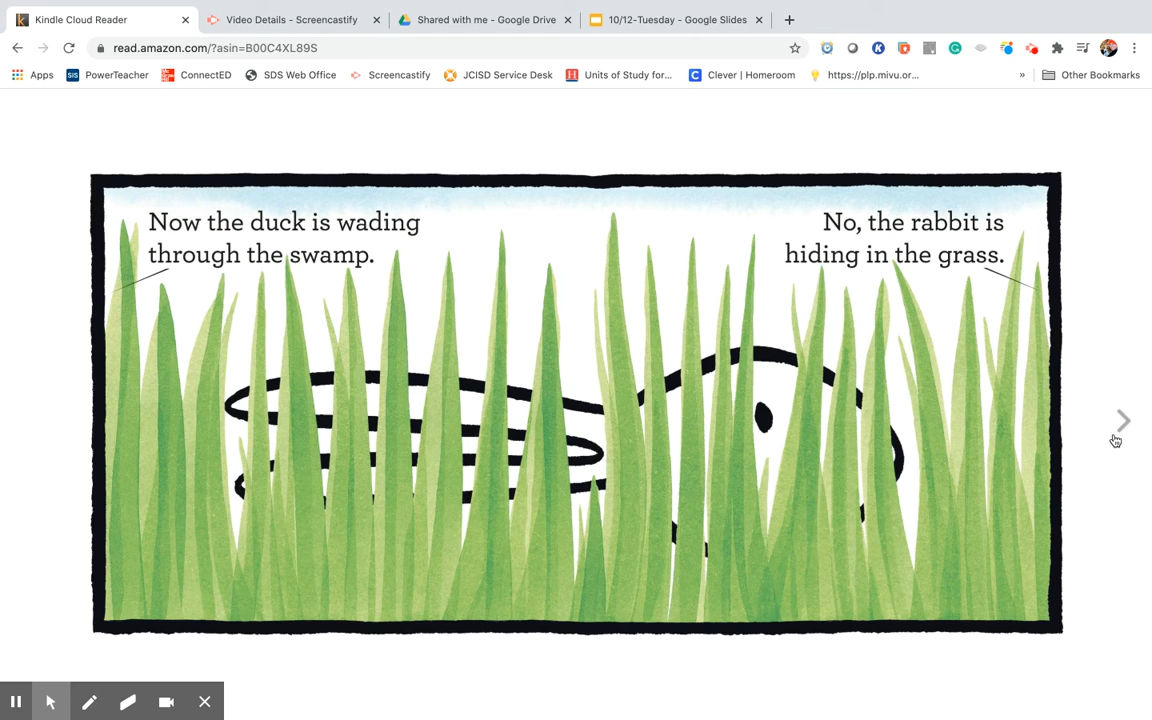 Kindle Cloud Reader
Video Details - Screencastify
Shared with me - Google Drive
10/12-Tuesday - Google Slides
read.amazon.com/?asin=B00C4XL89S
Apps
SIS PowerTeacher
ConnectED
SDS Web Office
Screencastify
JCISD Service Desk
H Units of Study for...
C Clever | Homeroom
https://plp.mivu.or...
»
Other Bookmarks
Now the duck is wading
through the swamp.
No, the rabbit is
hiding in the grass.